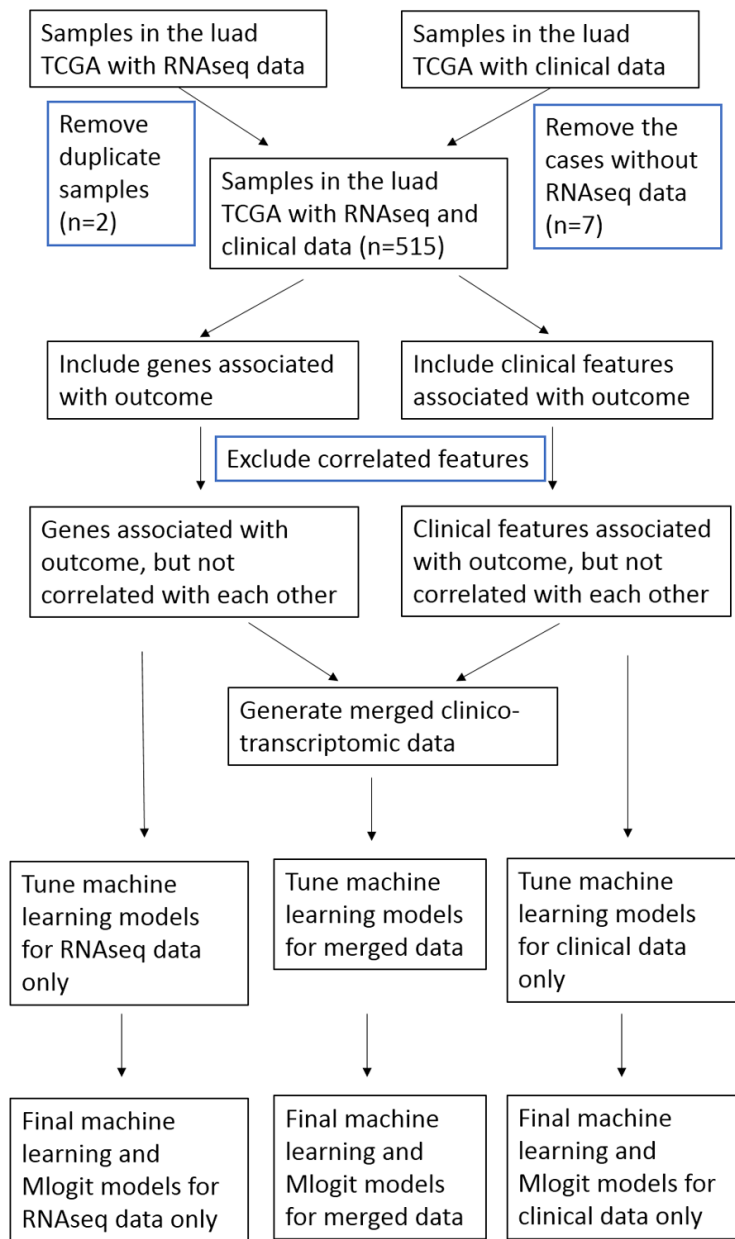 Samples in the luad
TCGA with RNAseq data
Samples in the luad
TCGA with clinical data
Remove
duplicate
samples
(n=2)
Remove the
cases without
RNAseq data
(n=7)
Samples in the luad
TCGA with RNAseq and
clinical data (n=515)
Include genes associated
with outcome
Include clinical features
associated with outcome
Exclude correlated features
Genes associated with
outcome, but not
correlated with each other
Clinical features associated
with outcome, but not
correlated with each other
Generate merged clinico-
transcriptomic data
Tune machine
learning models
for RNAseq data
only
Tune machine
learning models
for merged data
Tune machine
learning models
for clinical data
only
Final machine
learning and
Mlogit models for
RNAseq data only
Final machine
learning and
Mlogit models
for merged data
Final machine
learning and
Mlogit models for
clinical data only